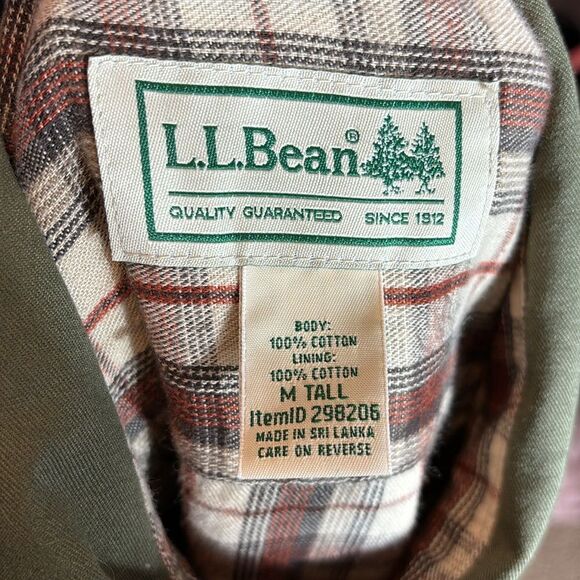 L.L.Bean®
QUALITY GUARANTEED SINCE 1912
BODY:
100% COTTON
LINING:
100% COTTON
M TALL
ItemID 298206
MADE IN SRI LANKA
CARE ON REVERSE